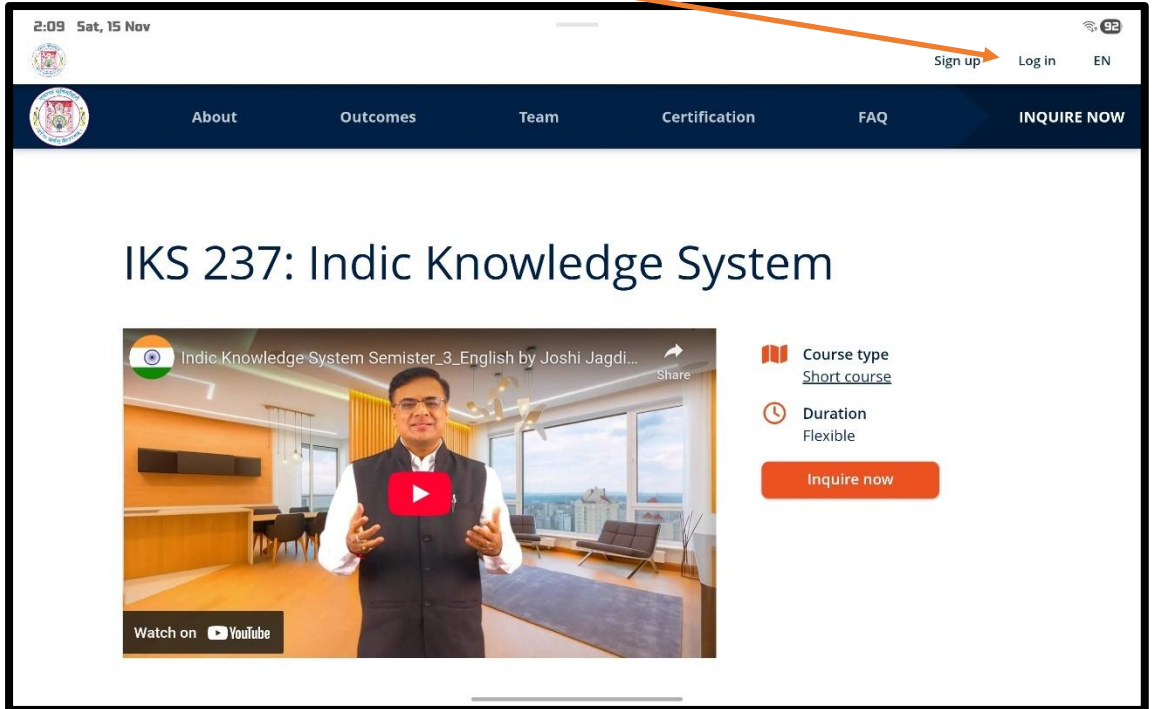 2:09 Sat, 15 Nov
92
Sign up Log in EN
About Outcomes Team Certification FAQ INQUIRE NOW
IKS 237: Indic Knowledge System
Indic Knowledge System Semister_3_English by Joshi Jagdi...
Share
Course type
Short course
Duration
Flexible
Inquire now
Watch on YouTube